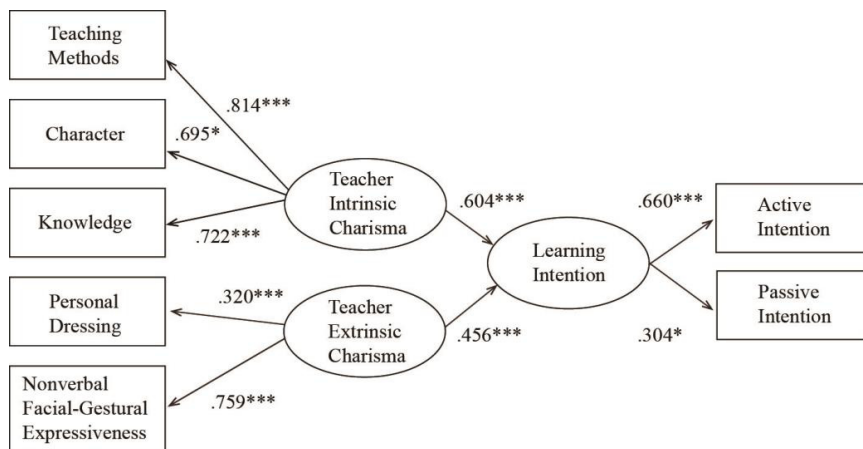 Teaching
Methods
.814***
Character
.695*
Knowledge
.722***
Teacher
Intrinsic
Charisma
.604***
Personal
Dressing
.320***
Teacher
Extrinsic
Charisma
.456***
Nonverbal
Facial-Gestural
Expressiveness
.759***
Learning
Intention
.660***
Active
Intention
Passive
Intention
.304*